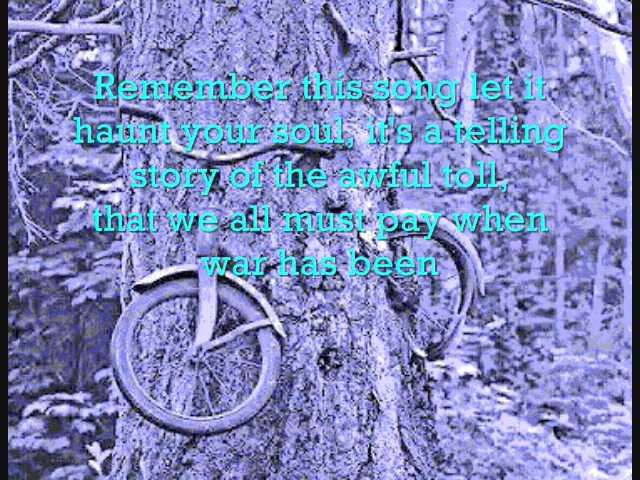 Remember this song let it
haunt your soul, it's a telling
story of the awful toll,
that we all must pay when
war has been